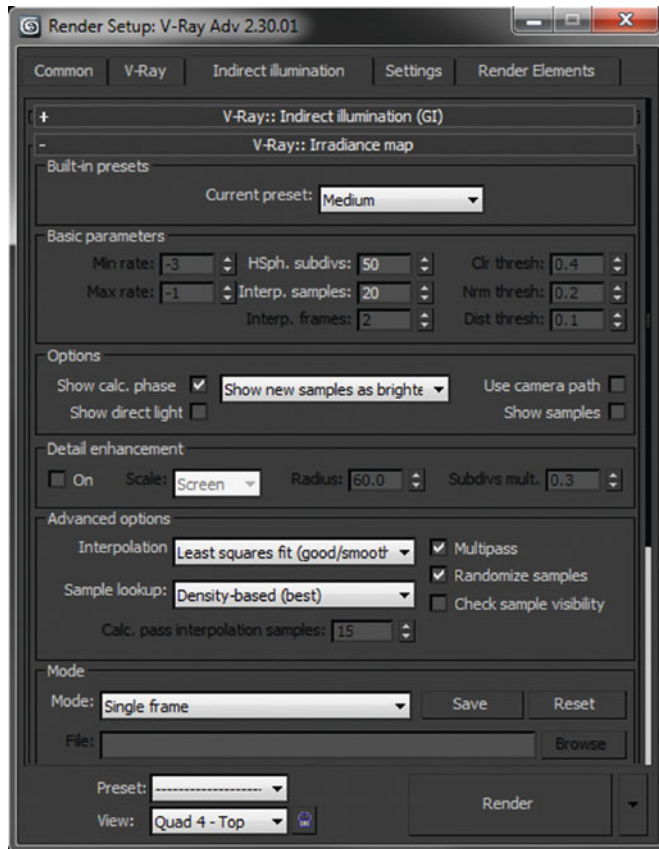 Render Setup: V-Ray Adv 2.30.01
Common V-Ray Indirect illumination Settings Render Elements
+ V-Ray:: Indirect illumination (GI)
- V-Ray:: Irradiance map
Built-in presets
Current preset: Medium
Basic parameters
Min rate: -3 HSph. subdivs: 50 Clr thresh: 0.4
Max rate: -1 Interp. samples: 20 Nrm thresh: 0.2
Interp. frames: 2 Dist thresh: 0.1
Options
Show calc. phase Show new samples as brighte Use camera path
Show direct light Show samples
Detail enhancement
On Scale: Screen Radius: 60.0 Subdivs mult. 0.3
Advanced options
Interpolation Least squares fit (good/smooth Multipass
Randomize samples
Sample lookup: Density-based (best) Check sample visibility
Calc. pass interpolation samples: 15
Mode
Mode: Single frame Save Reset
File: Browse
Preset: --------------------
View: Quad 4 - Top Render